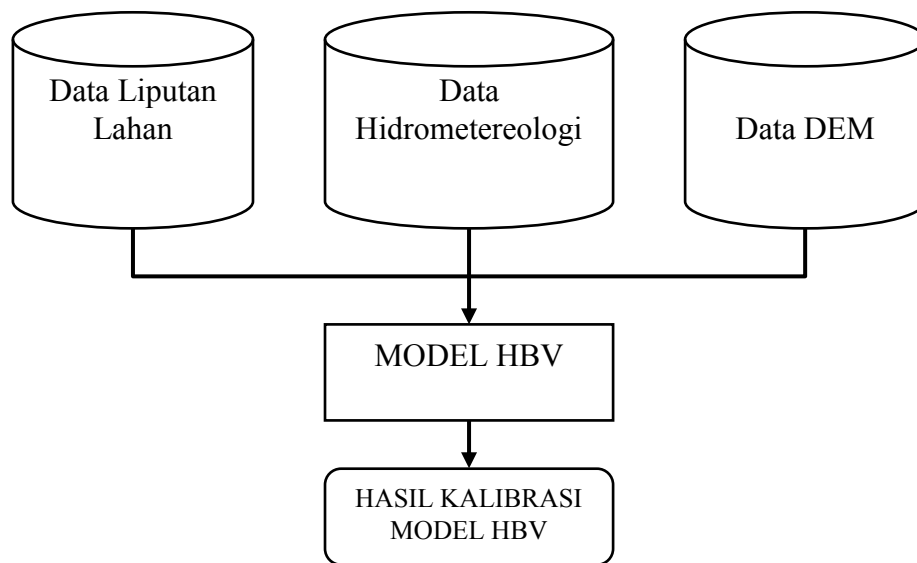 Data Liputan
Lahan
Data
Hidrometereologi
Data DEM
MODEL HBV
HASIL KALIBRASI
MODEL HBV